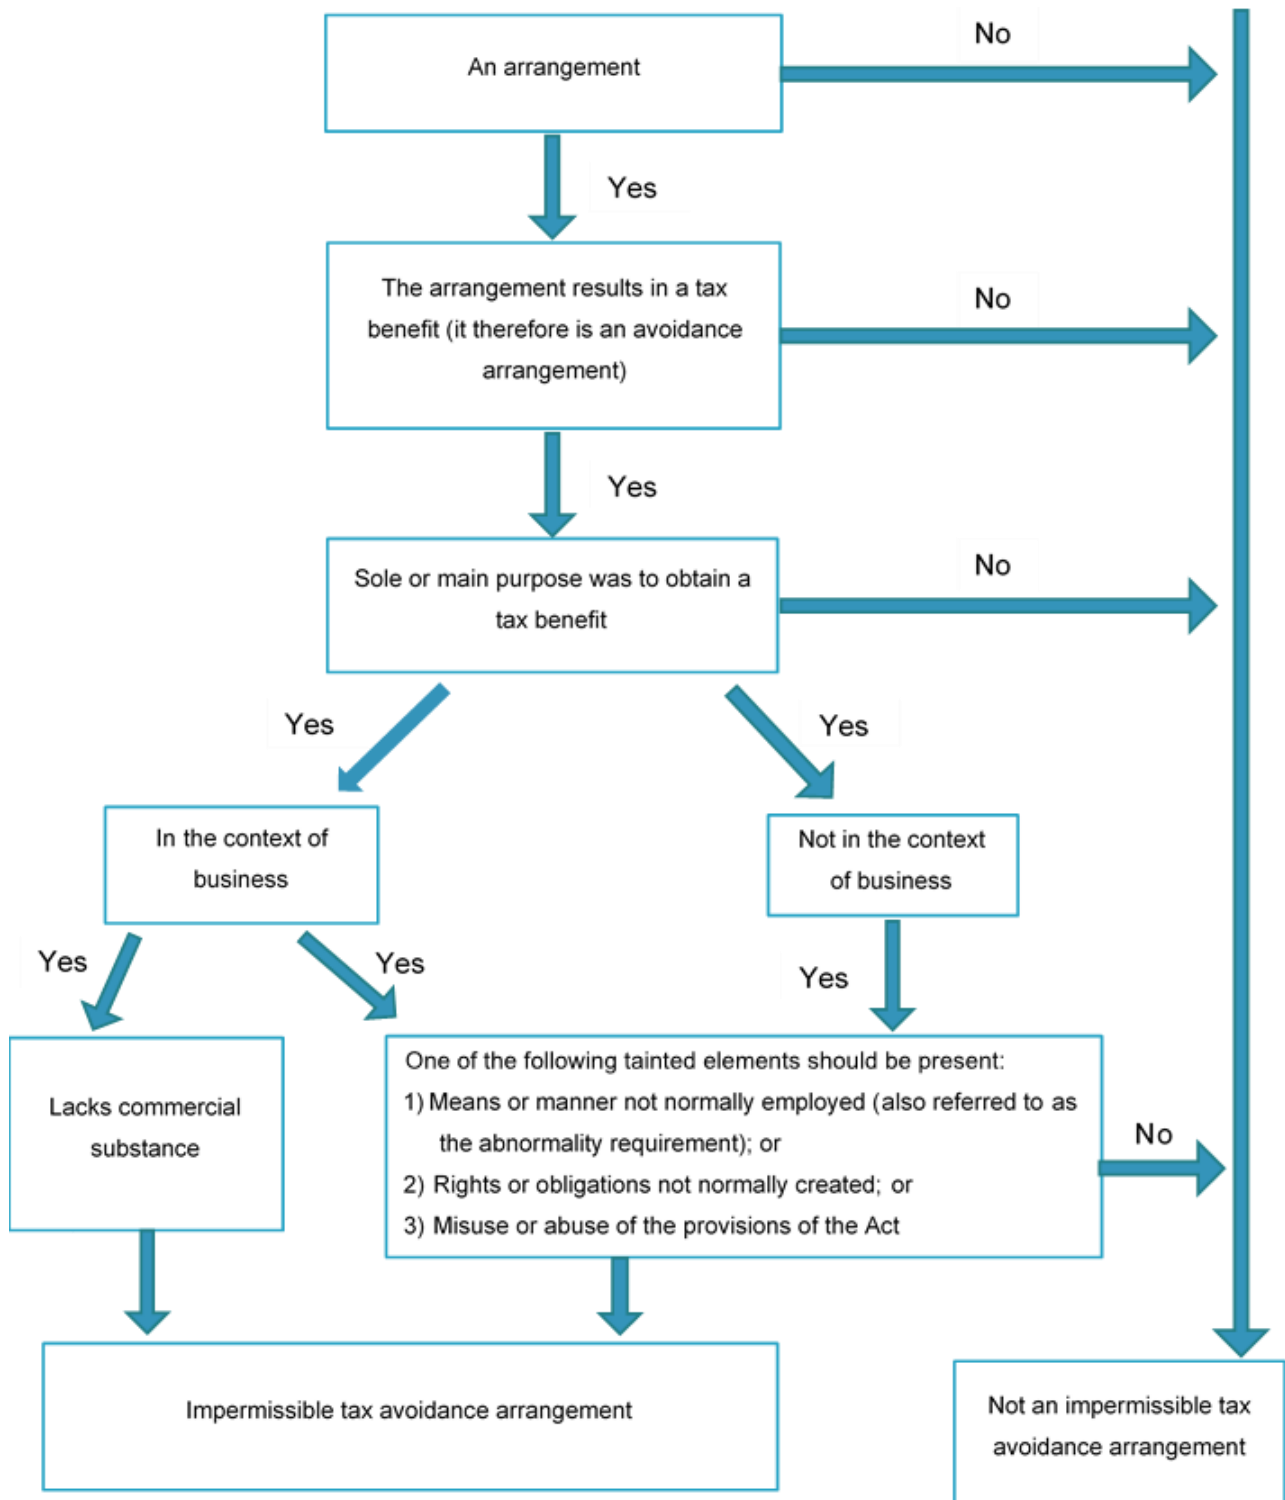 An arrangement
No
Yes
The arrangement results in a tax
benefit (it therefore is an avoidance
arrangement)
No
Yes
Sole or main purpose was to obtain a
tax benefit
No
Yes
Yes
In the context of
business
Not in the context
of business
Yes
Yes
Yes
Lacks commercial
substance
One of the following tainted elements should be present:
1) Means or manner not normally employed (also referred to as
the abnormality requirement); or
2) Rights or obligations not normally created; or
3) Misuse or abuse of the provisions of the Act
No
Impermissible tax avoidance arrangement
Not an impermissible tax
avoidance arrangement